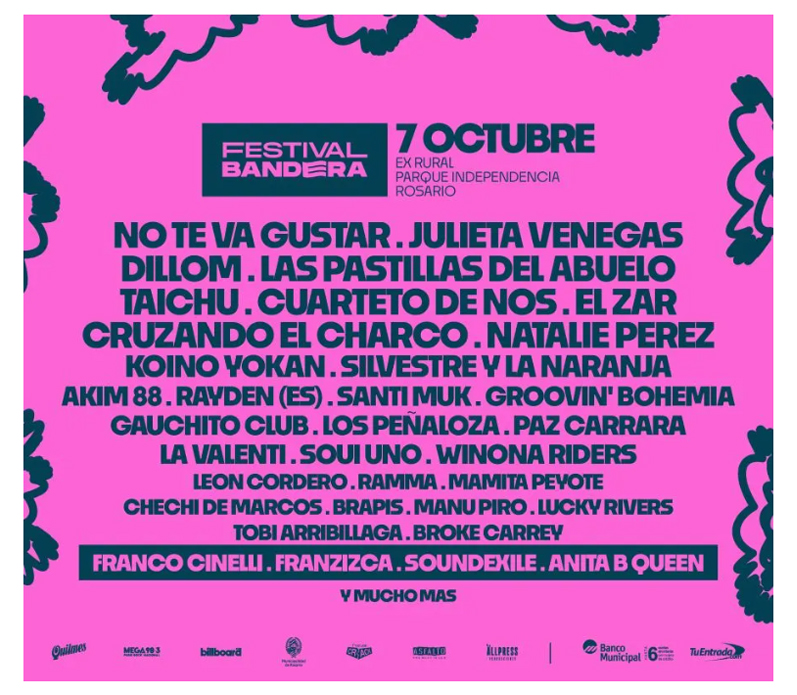 FESTIVAL
BANDERA
7 OCTUBRE
EX RURAL
PARQUE INDEPENDENCIA
ROSARIO
NO TE VA GUSTAR . JULIETA VENEGAS
DILLOM . LAS PASTILLAS DEL ABUELO
TAICHU . CUARTETO DE NOS . EL ZAR
CRUZANDO EL CHARCO . NATALIE PEREZ
KOINO YOKAN . SILVESTRE Y LA NARANJA
AKIM 88 . RAYDEN (ES) . SANTI MUK . GROOVIN' BOHEMIA
GAUCHITO CLUB . LOS PEÑALOZA . PAZ CARRARA
LA VALENTI . SOUI UNO . WINONA RIDERS
LEON CORDERO . RAMMA . MAMITA PEYOTE
CHECHI DE MARCOS . BRAPIS . MANU PIRO . LUCKY RIVERS
TOBI ARRIBILLAGA . BROKE CARREY
FRANCO CINELLI . FRANZIZCA . SOUNDEXILE . ANITA B QUEEN
Y MUCHO MAS
Quilmes
MEGA 98 3
billboard
ALLPRESS
Banco
Municipal
6
TuEntrada.com